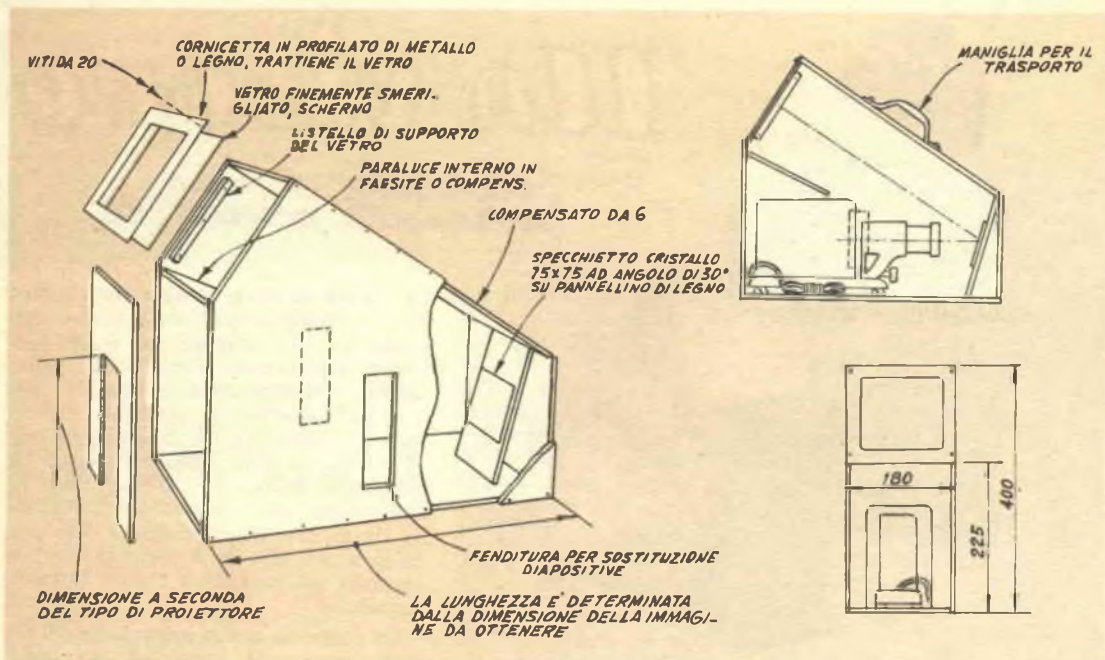 VITI DA 20
CORNICETTA IN PROFILATO DI METALLO
O LEGNO, TRATTIENE IL VETRO
VETRO FINEMENTE SMERI-
GLIATO, SCHERNO
LISTELLO DI SUPPORTO
DEL VETRO
PARALUCE INTERNO IN
FAESITE O COMPENS.
COMPENSATO DA 6
SPECCHIETTO CRISTALLO
75x75 AD ANGOLO DI 30°
SU PANNELLINO DI LEGNO
MANIGLIA PER IL
TRASPORTO
180
225
400
FENDITURA PER SOSTITUZIONE
DIAPOSITIVE
DIMENSIONE A SECONDA
DEL TIPO DI PROIETTORE
LA LUNGHEZZA E' DETERMINATA
DALLA DIMENSIONE DELLA IMMAGI-
NE DA OTTENERE